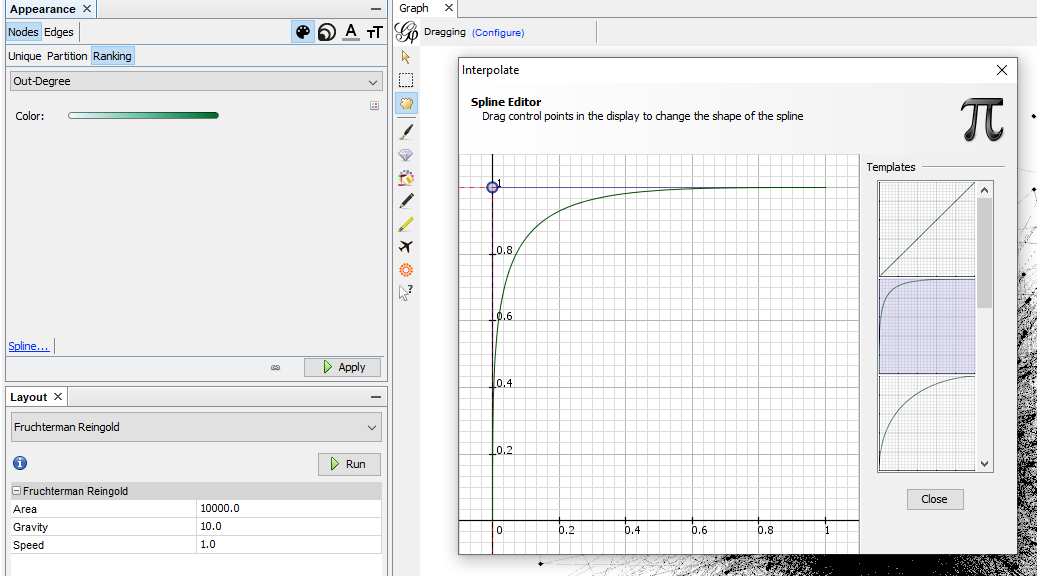 Appearance
Nodes Edges
A TT
Unique Partition Ranking
Out-Degree
Color:
Spline...
Apply
Layout
Fruchterman Reingold
i
Run
Fruchterman Reingold
Area 10000.0
Gravity 10.0
Speed 1.0
Graph
Dragging (Configure)
Interpolate
Spline Editor
Drag control points in the display to change the shape of the spline
π
1
0.8
0.6
0.4
0.2
0 0.2 0.4 0.6 0.8 1
Templates
Close